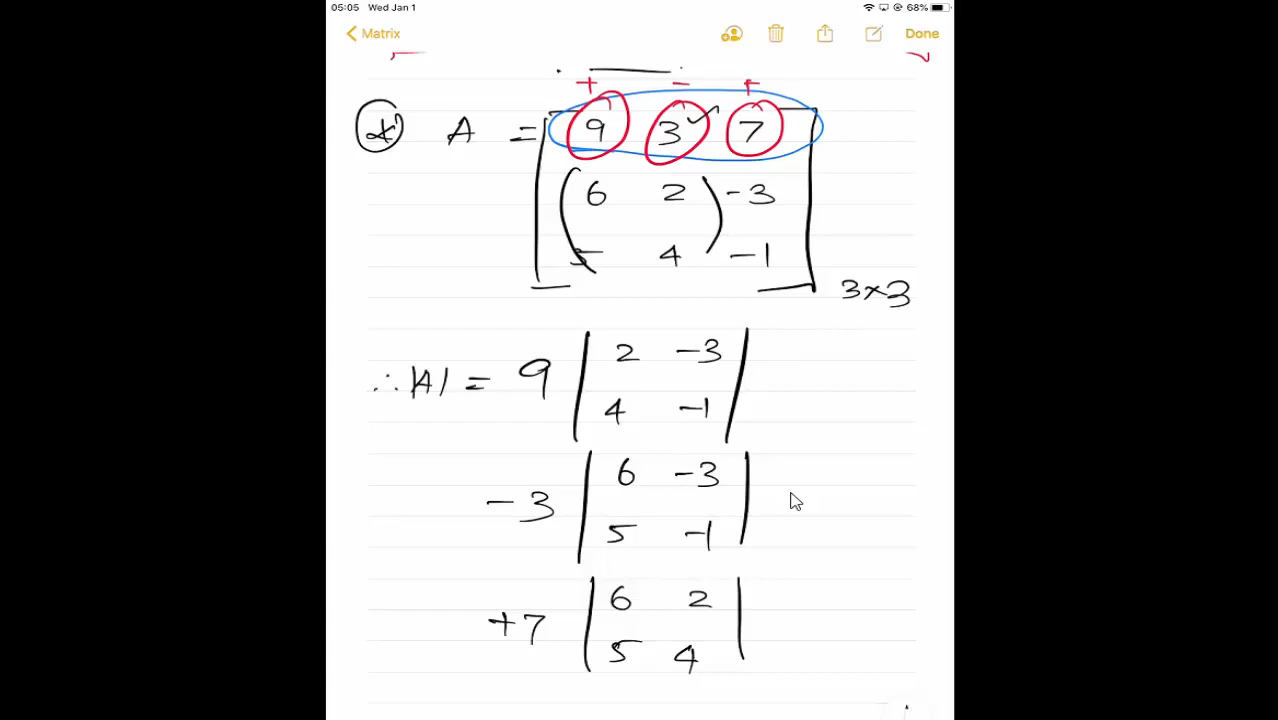 05:05 Wed Jan 1 68%
Matrix Done
+ - +
A = 9 3 7
6 2 -3
5 4 -1
3×3
∴ |A| = 9 | 2 -3 |
| 4 -1 |
- 3 | 6 -3 |
| 5 -1 |
+7 | 6 2 |
| 5 4 |